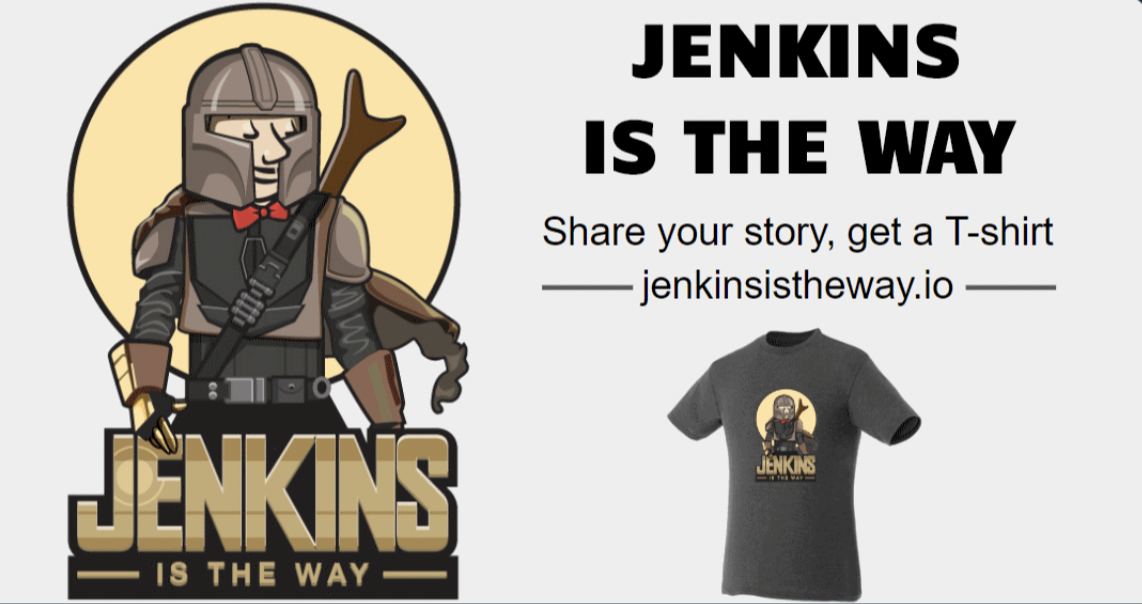 JENKINS
IS THE WAY
JENKINS
IS THE WAY
Share your story, get a T-shirt
jenkinsistheway.io
JENKINS
IS THE WAY